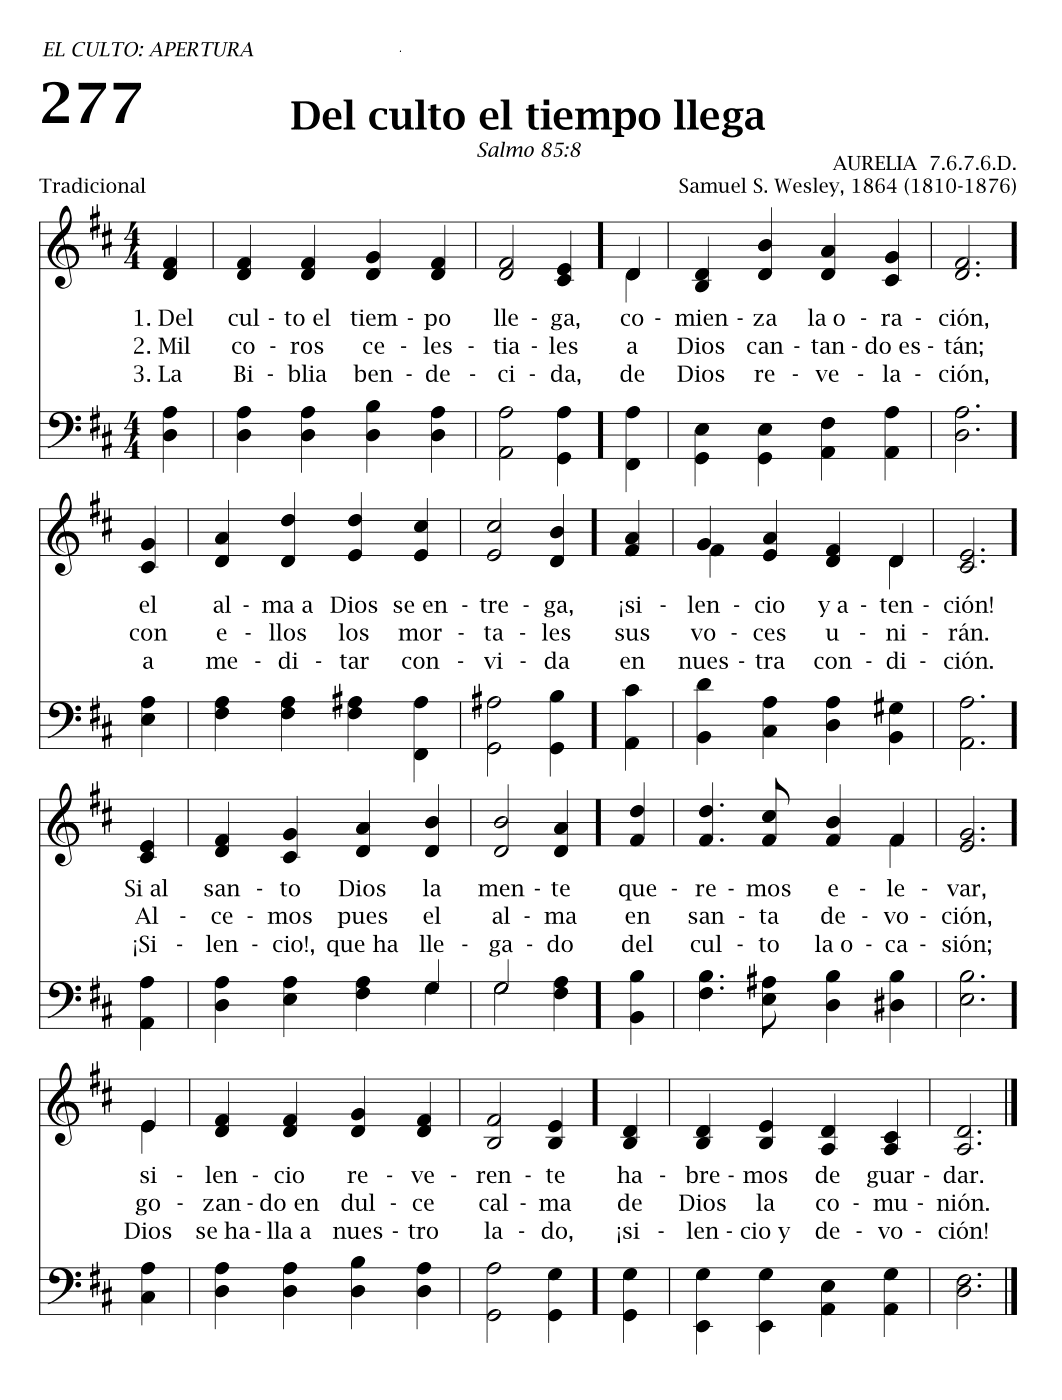 EL CULTO: APERTURA
277
Del culto el tiempo llega
Salmo 85:8
AURELIA 7.6.7.6.D.
Tradicional Samuel S. Wesley, 1864 (1810-1876)
1. Del cul - to el tiem - po lle - ga, co - mien - za la o - ra - ción,
2. Mil co - ros ce - les - tia - les a Dios can - tan - do es - tán;
3. La Bi - blia ben - de - ci - da, de Dios re - ve - la - ción,
el al - ma a Dios se en - tre - ga, ¡si - len - cio y a - ten - ción!
con e - llos los mor - ta - les sus vo - ces u - ni - rán.
a me - di - tar con - vi - da en nues - tra con - di - ción.
Si al san - to Dios la men - te que - re - mos e - le - var,
Al - ce - mos pues el al - ma en san - ta de - vo - ción,
¡Si - len - cio!, que ha lle - ga - do del cul - to la o - ca - sión;
si - len - cio re - ve - ren - te ha - bre - mos de guar - dar.
go - zan - do en dul - ce cal - ma de Dios la co - mu - nión.
Dios se ha - lla a nues - tro la - do, ¡si - len - cio y de - vo - ción!